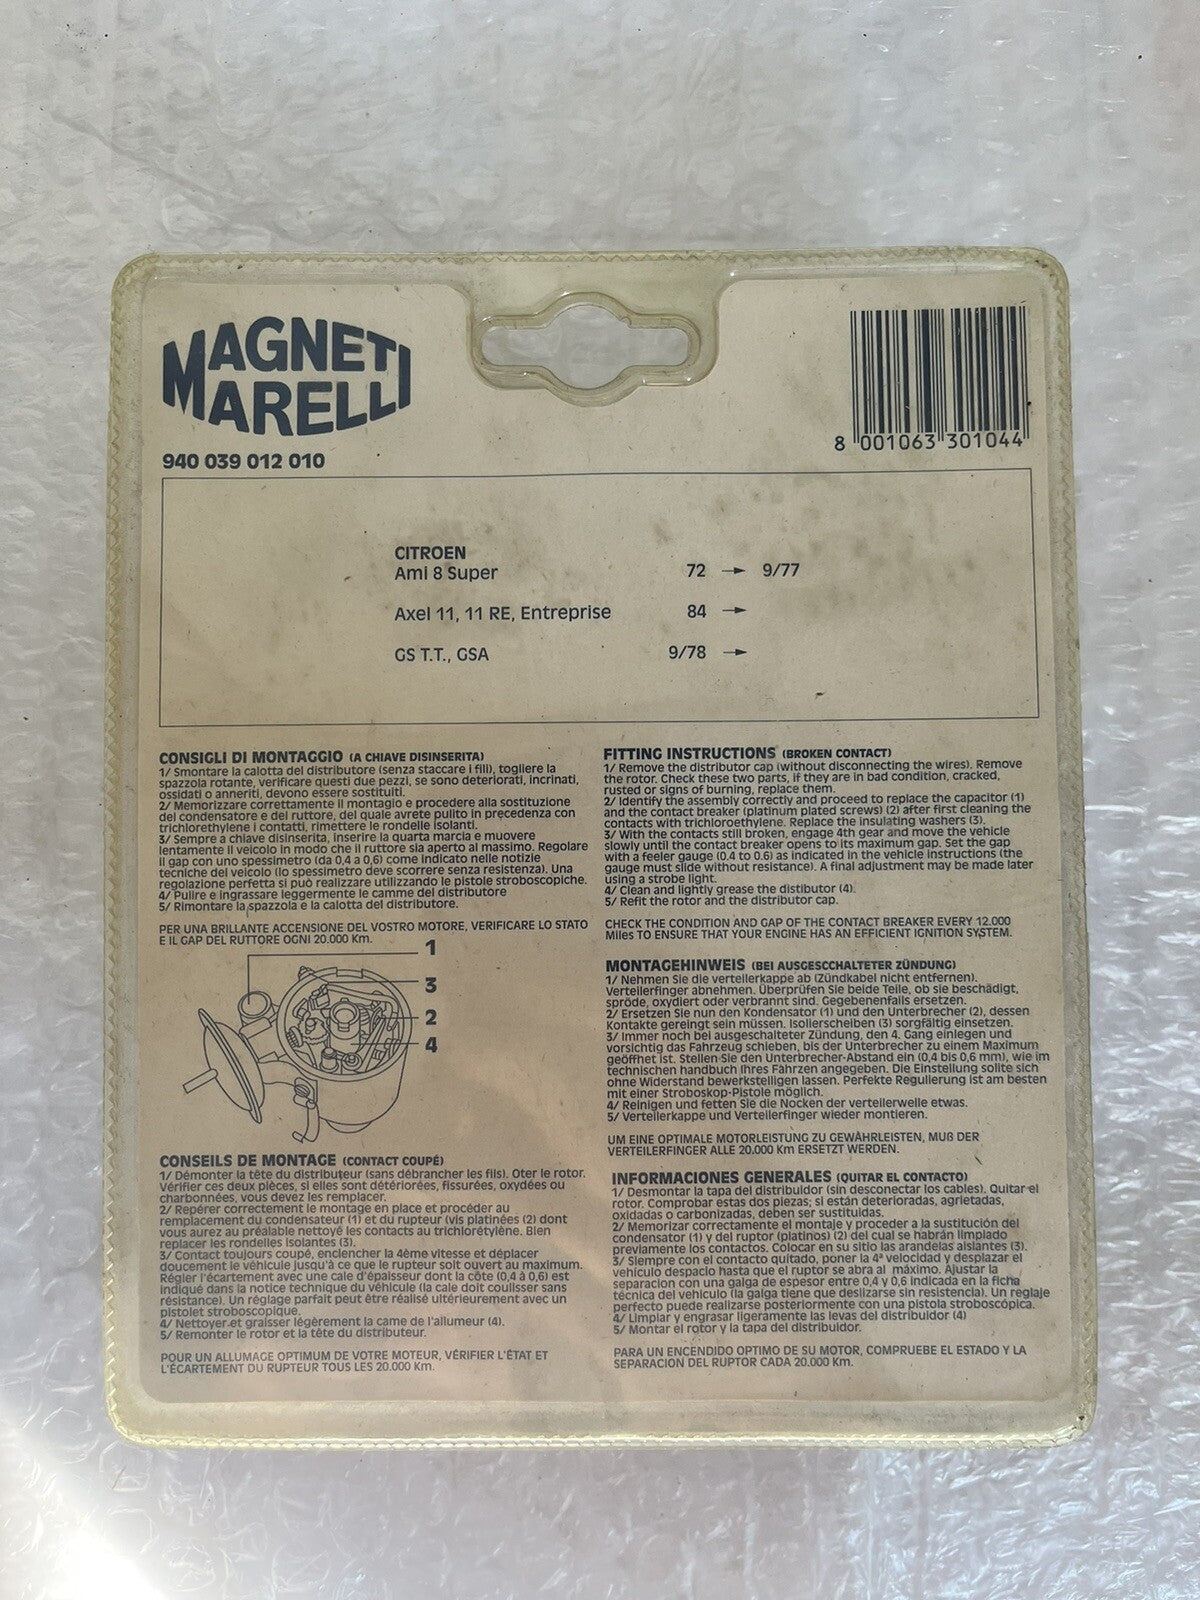 MAGNETI
MARELLI
940 039 012 010
8 001063 301044
CITROEN
Ami 8 Super 72 → 9/77
Axel 11, 11 RE, Entreprise 84 →
GS T.T., GSA 9/78 →
CONSIGLI DI MONTAGGIO (A CHIAVE DISINSERITA)
1/ Smontare la calotta del distributore (senza staccare i fili), togliere la
spazzola rotante, verificare questi due pezzi, se sono deteriorati, incrinati,
ossidati o anneriti, devono essere sostituiti.
2/ Memorizzare correttamente il montagio e procedere alla sostituzione
del condensatore e del ruttore, del quale avrete pulito in precedenza con
trichlorethylene i contatti, rimettere le rondelle isolanti.
3/ Sempre a chiave disinserita, inserire la quarta marcia e muovere
lentamente il veicolo in modo che il ruttore sia aperto al massimo. Regolare
il gap con uno spessimetro (da 0,4 a 0,6) come indicato nelle notizie
tecniche del veicolo (lo spessimetro deve scorrere senza resistenza). Una
regolazione perfetta si può realizzare utilizzando le pistole stroboscopiche.
4/ Pulire e ingrassare leggermente le camme del distributore
5/ Rimontare la spazzola e la calotta del distributore.
PER UNA BRILLANTE ACCENSIONE DEL VOSTRO MOTORE, VERIFICARE LO STATO
E IL GAP DEL RUTTORE OGNI 20.000 Km.
1
3
2
4
CONSEILS DE MONTAGE (CONTACT COUPÉ)
1/ Démonter la tête du distributeur (sans débrancher les fils). Oter le rotor.
Vérifier ces deux pièces, si elles sont détériorées, fissurées, oxydées ou
charbonnées, vous devez les remplacer.
2/ Repérer correctement le montage en place et procéder au
remplacement du condensateur (1) et du rupteur (vis platinées (2) dont
vous aurez au préalable nettoyé les contacts au trichlorétylène. Bien
replacer les rondelles isolantes (3).
3/ Contact toujours coupé, enclencher la 4ème vitesse et déplacer
doucement le véhicule jusqu'à ce que le rupteur soit ouvert au maximum.
Régler l'écartement avec une cale d'épaisseur dont la côte (0,4 à 0,6) est
indiqué dans la notice technique du véhicule (la cale doit coulisser sans
résistance). Un réglage parfait peut être réalisé ultérieurement avec un
pistolet stroboscopique.
4/ Nettoyer et graisser légèrement la came de l'allumeur (4).
5/ Remonter le rotor et la tête du distributeur.
POUR UN ALLUMAGE OPTIMUM DE VOTRE MOTEUR, VÉRIFIER L'ÉTAT ET
L'ÉCARTEMENT DU RUPTEUR TOUS LES 20.000 Km.
FITTING INSTRUCTIONS (BROKEN CONTACT)
1/ Remove the distributor cap (without disconnecting the wires). Remove
the rotor. Check these two parts, if they are in bad condition, cracked,
rusted or signs of burning, replace them.
2/ Identify the assembly correctly and proceed to replace the capacitor (1)
and the contact breaker (platinum plated screws) (2) after first cleaning the
contacts with trichloroethylene. Replace the insulating washers (3).
3/ With the contacts still broken, engage 4th gear and move the vehicle
slowly until the contact breaker opens to its maximum gap. Set the gap
with a feeler gauge (0.4 to 0.6) as indicated in the vehicle instructions (the
gauge must slide without resistance). A final adjustment may be made later
using a strobe light.
4/ Clean and lightly grease the distibutor (4).
5/ Refit the rotor and the distributor cap.
CHECK THE CONDITION AND GAP OF THE CONTACT BREAKER EVERY 12.000
Miles TO ENSURE THAT YOUR ENGINE HAS AN EFFICIENT IGNITION SYSTEM.
MONTAGEHINWEIS (BEI AUSGESCCHALTETER ZÜNDUNG)
1/ Nehmen Sie die verteilerkappe ab (Zündkabel nicht entfernen).
Verteilerfinger abnehmen. Überprüfen Sie beide Teile, ob sie beschädigt,
spröde, oxydiert oder verbrannt sind. Gegebenenfalls ersetzen.
2/ Ersetzen Sie nun den Kondensator (1) und den Unterbrecher (2), dessen
Kontakte gereingt sein müssen. Isolierscheiben (3) sorgfältig einsetzen.
3/ Immer noch bei ausgeschalteter Zündung, den 4. Gang einlegen und
vorsichtig das Fahrzeug schieben, bis der Unterbrecher zu einem Maximum
geöffnet ist. Stellen Sie den Unterbrecher-Abstand ein (0,4 bis 0,6 mm), wie im
technischen handbuch Ihres Fährzen angegeben. Die Einstellung sollte sich
ohne Widerstand bewerkstelligen lassen. Perfekte Regulierung ist am besten
mit einer Stroboskop-Pistole möglich.
4/ Reinigen und fetten Sie die Nocken der verteilerwelle etwas.
5/ Verteilerkappe und Verteilerfinger wieder montieren.
UM EINE OPTIMALE MOTORLEISTUNG ZU GEWÄHRLEISTEN, MUß DER
VERTEILERFINGER ALLE 20.000 Km ERSETZT WERDEN.
INFORMACIONES GENERALES (QUITAR EL CONTACTO)
1/ Desmontar la tapa del distribuidor (sin desconectar los cables). Quitar el
rotor. Comprobar estas dos piezas; si están deterioradas, agrietadas,
oxidadas o carbonizadas, deben ser sustituidas.
2/ Memorizar correctamente el montaje y proceder a la sustitución del
condensator (1) y del ruptor (platinos) (2) del cual se habrán limpiado
previamente los contactos. Colocar en su sitio las arandelas aislantes (3).
3/ Siempre con el contacto quitado, poner la 4ª velocidad y desplazar el
vehículo despacio hasta que el ruptor se abra al máximo. Ajustar la
separacion con una galga de espesor entre 0,4 y 0,6 indicada en la ficha
técnica del vehiculo (la galga tiene que deslizarse sin resistencia). Un reglaje
perfecto puede realizarse posteriormente con una pistola stroboscópica.
4/ Limpiar y engrasar ligeramente las levas del distribuidor (4)
5/ Montar el rotor y la tapa del distribuidor.
PARA UN ENCENDIDO OPTIMO DE SU MOTOR, COMPRUEBE EL ESTADO Y LA
SEPARACION DEL RUPTOR CADA 20.000 Km.